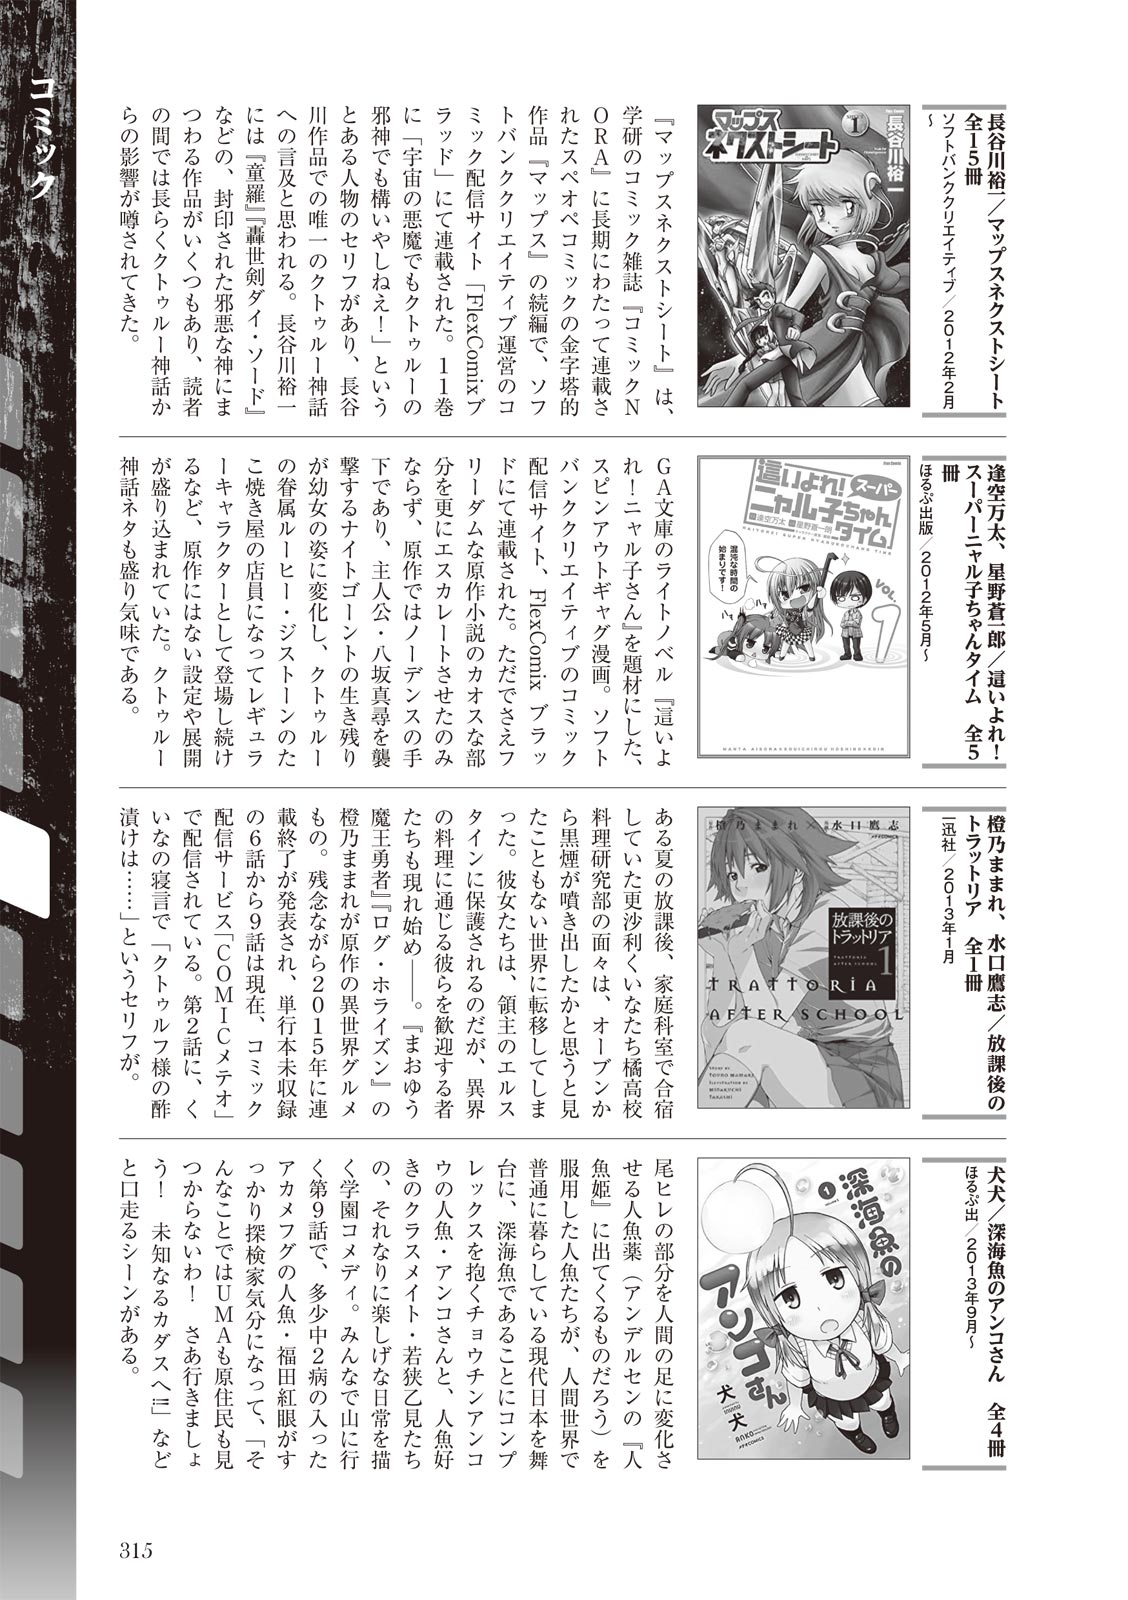 コミック
長谷川裕一／マップスネクストシート
全15冊
ソフトバンククリエイティブ／2012年2月
〜
長谷川裕一
マップス
ネクストシート
1
『マップスネクストシート』は、
学研のコミック雑誌『コミックN
ORA』に長期にわたって連載さ
れたスペオペコミックの金字塔的
作品『マップス』の続編で、ソフ
トバンククリエイティブ運営のコ
ミック配信サイト「FlexComixブ
ラッド」にて連載された。11巻
に「宇宙の悪魔でもクトゥルーの
邪神でも構いやしねえ！」という
とある人物のセリフがあり、長谷
川作品での唯一のクトゥルー神話
への言及と思われる。長谷川裕一
には『童羅』『轟世剣ダイ・ソード』
などの、封印された邪悪な神にま
つわる作品がいくつもあり、読者
の間では長らくクトゥルー神話か
らの影響が噂されてきた。
逢空万太、星野蒼一郎／這いよれ！
スーパーニャル子ちゃんタイム　全5
冊
ほるぷ出版／2012年5月〜
這いよれ！
スーパー
ニャル子ちゃん
タイム
逢空万太
星野蒼一朗
混沌な時間の
始まりです！
VOL.
1
MANTA AISORA×SOUICHIROU HOSHINO×KOIN
GA文庫のライトノベル『這いよ
れ！ニャル子さん』を題材にした、
スピンアウトギャグ漫画。ソフト
バンククリエイティブのコミック
配信サイト、FlexComix ブラッ
ドにて連載された。ただでさえフ
リーダムな原作小説のカオスな部
分を更にエスカレートさせたのみ
ならず、原作ではノーデンスの手
下であり、主人公・八坂真尋を襲
撃するナイトゴーントの生き残り
が幼女の姿に変化し、クトゥルー
の眷属ルーヒー・ジストーンのた
こ焼き屋の店員になってレギュラ
ーキャラクターとして登場し続け
るなど、原作にはない設定や展開
が盛り込まれていた。クトゥルー
神話ネタも盛り気味である。
橙乃ままれ、水口鷹志／放課後の
トラットリア　全1冊
一迅社／2013年1月
橙乃ままれ×水口鷹志
放課後の
トラットリア
TRATTORIA
AFTER SCHOOL
1
TRATTORIA
AFTER SCHOOL
STORY BY
TOUNO MAMARE
ILLUSTRATION BY
MIDAKUCHI
TAKASHI
ある夏の放課後、家庭科室で合宿
していた更沙利くいなたち橘高校
料理研究部の面々は、オーブンか
ら黒煙が噴き出したかと思うと見
たこともない世界に転移してしま
った。彼女たちは、領主のエルス
タインに保護されるのだが、異界
の料理に通じる彼らを歓迎する者
たちも現れ始め――。『まおゆう
魔王勇者』『ログ・ホライズン』の
橙乃ままれが原作の異世界グルメ
もの。残念ながら2015年に連
載終了が発表され、単行本未収録
の6話から9話は現在、コミック
配信サービス「COMICメテオ」
で配信されている。第2話に、く
いなの寝言で「クトゥルフ様の酢
漬けは……」というセリフが。
犬犬／深海魚のアンコさん　全4冊
ほるぷ出／2013年9月〜
深海魚の
アンコさん
1
犬犬
INUINU
メテオCOMICS
尾ヒレの部分を人間の足に変化さ
せる人魚薬（アンデルセンの『人
魚姫』に出てくるものだろう）を
服用した人魚たちが、人間世界で
普通に暮らしている現代日本を舞
台に、深海魚であることにコンプ
レックスを抱くチョウチンアンコ
ウの人魚・アンコさんと、人魚好
きのクラスメイト・若狭乙見たち
の、それなりに楽しげな日常を描
く学園コメディ。みんなで山に行
く第9話で、多少中2病の入った
アカメフグの人魚・福田紅眼がす
っかり探検家気分になって、「そ
んなことではUMAも原住民も見
つからないわ！　さあ行きましょ
う！　未知なるカダスへ!!!」など
と口走るシーンがある。
315